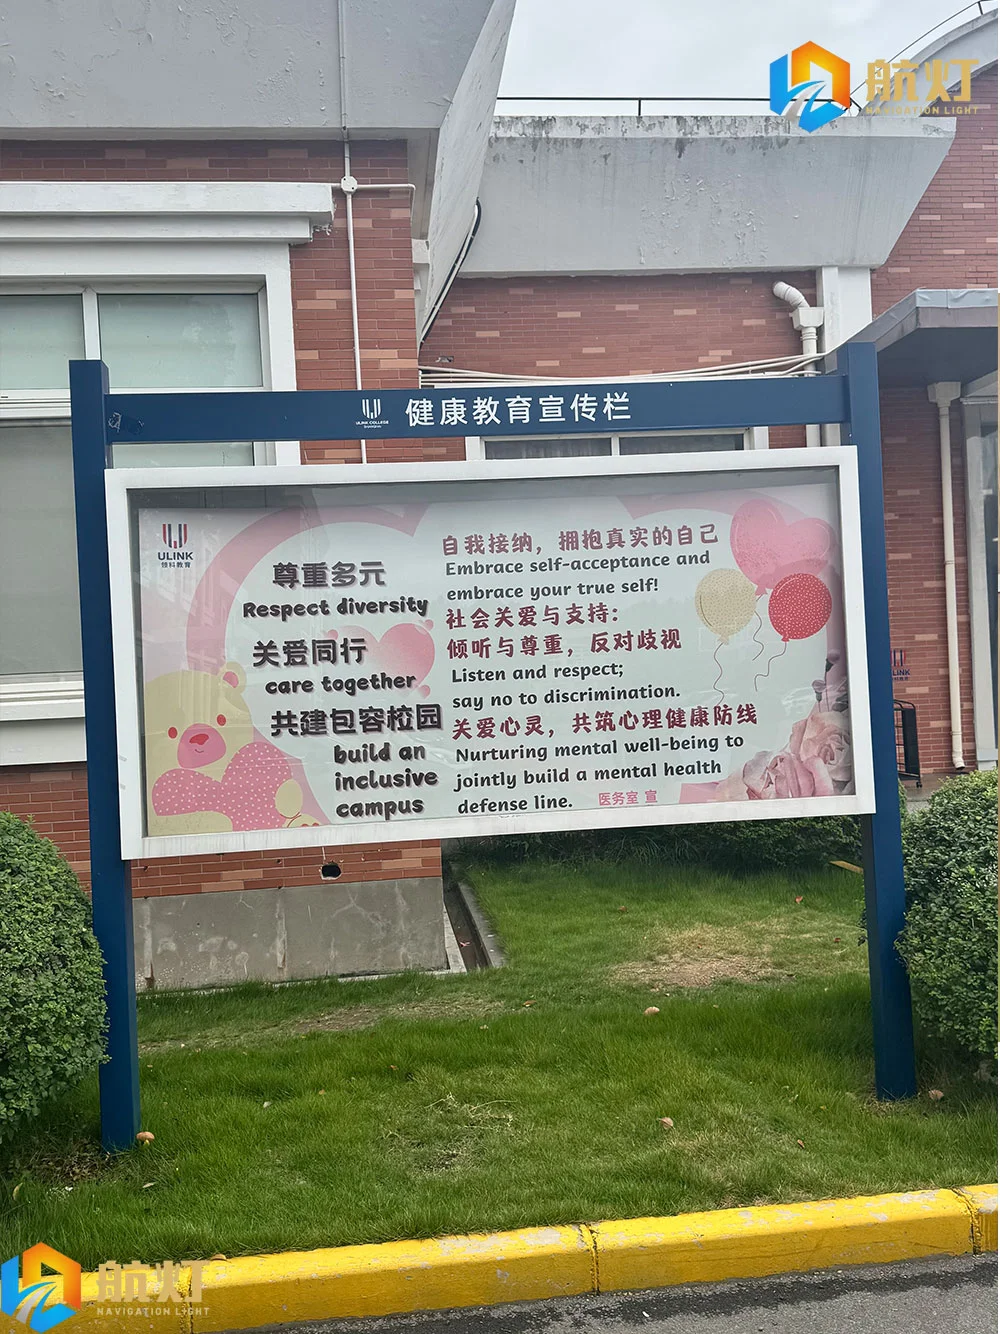 航灯
NAVIGATION LIGHT
ULINK COLLEGE
健康教育宣传栏
ULINK
领科教育
尊重多元
Respect diversity
关爱同行
care together
共建包容校园
build an
inclusive
campus
自我接纳，拥抱真实的自己
Embrace self-acceptance and
embrace your true self!
社会关爱与支持：
倾听与尊重，反对歧视
Listen and respect;
say no to discrimination.
关爱心灵，共筑心理健康防线
Nurturing mental well-being to
jointly build a mental health
defense line.
医务室 宣
航灯
NAVIGATION LIGHT